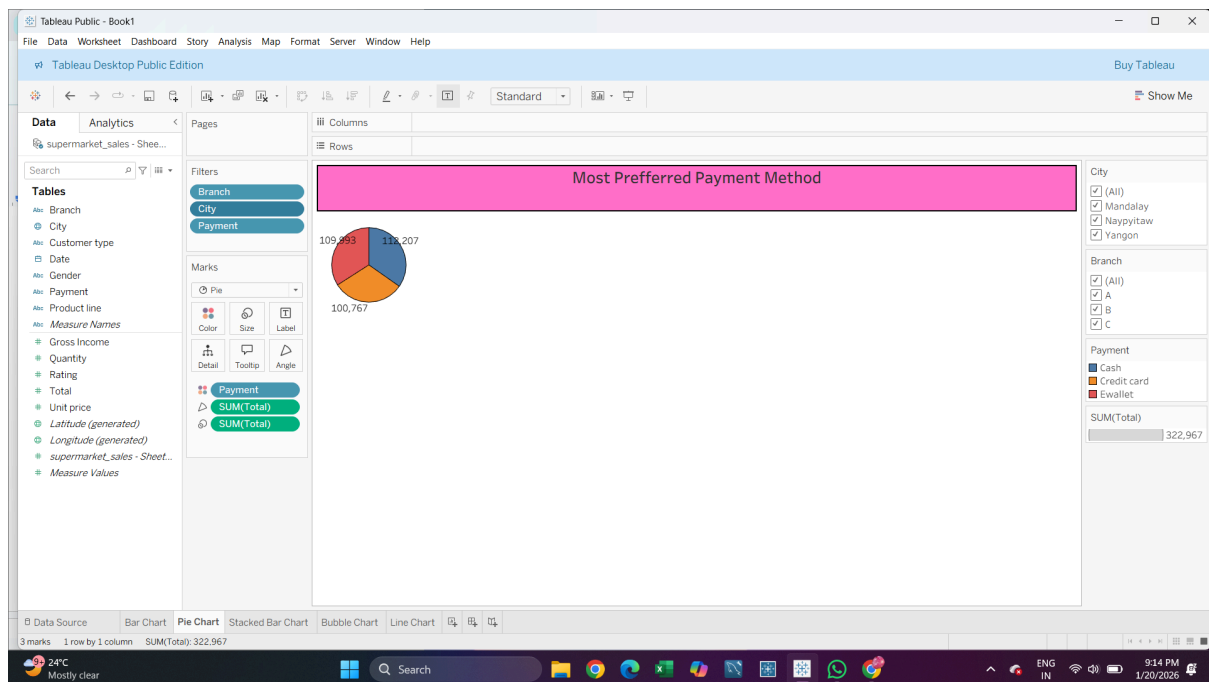 Tableau Public - Book1
File Data Worksheet Dashboard Story Analysis Map Format Server Window Help
Tableau Desktop Public Edition
Buy Tableau
Standard
Show Me
Data
Analytics
supermarket_sales - Shee...
Search
Tables
Abc Branch
City
Abc Customer type
Date
Abc Gender
Abc Payment
Abc Product line
Abc Measure Names
# Gross Income
# Quantity
# Rating
# Total
# Unit price
Latitude (generated)
Longitude (generated)
# supermarket_sales - Sheet...
# Measure Values
Pages
Filters
Branch
City
Payment
Marks
Pie
Color Size Label
Detail Tooltip Angle
Payment
SUM(Total)
SUM(Total)
Columns
Rows
Most Prefferred Payment Method
109,993
112,207
100,767
City
(All)
Mandalay
Naypyitaw
Yangon
Branch
(All)
A
B
C
Payment
Cash
Credit card
Ewallet
SUM(Total)
322,967
Data Source Bar Chart Pie Chart Stacked Bar Chart Bubble Chart Line Chart
3 marks 1 row by 1 column SUM(Total): 322,967
9+
24°C
Mostly clear
Search
ENG
IN
9:14 PM
1/20/2026